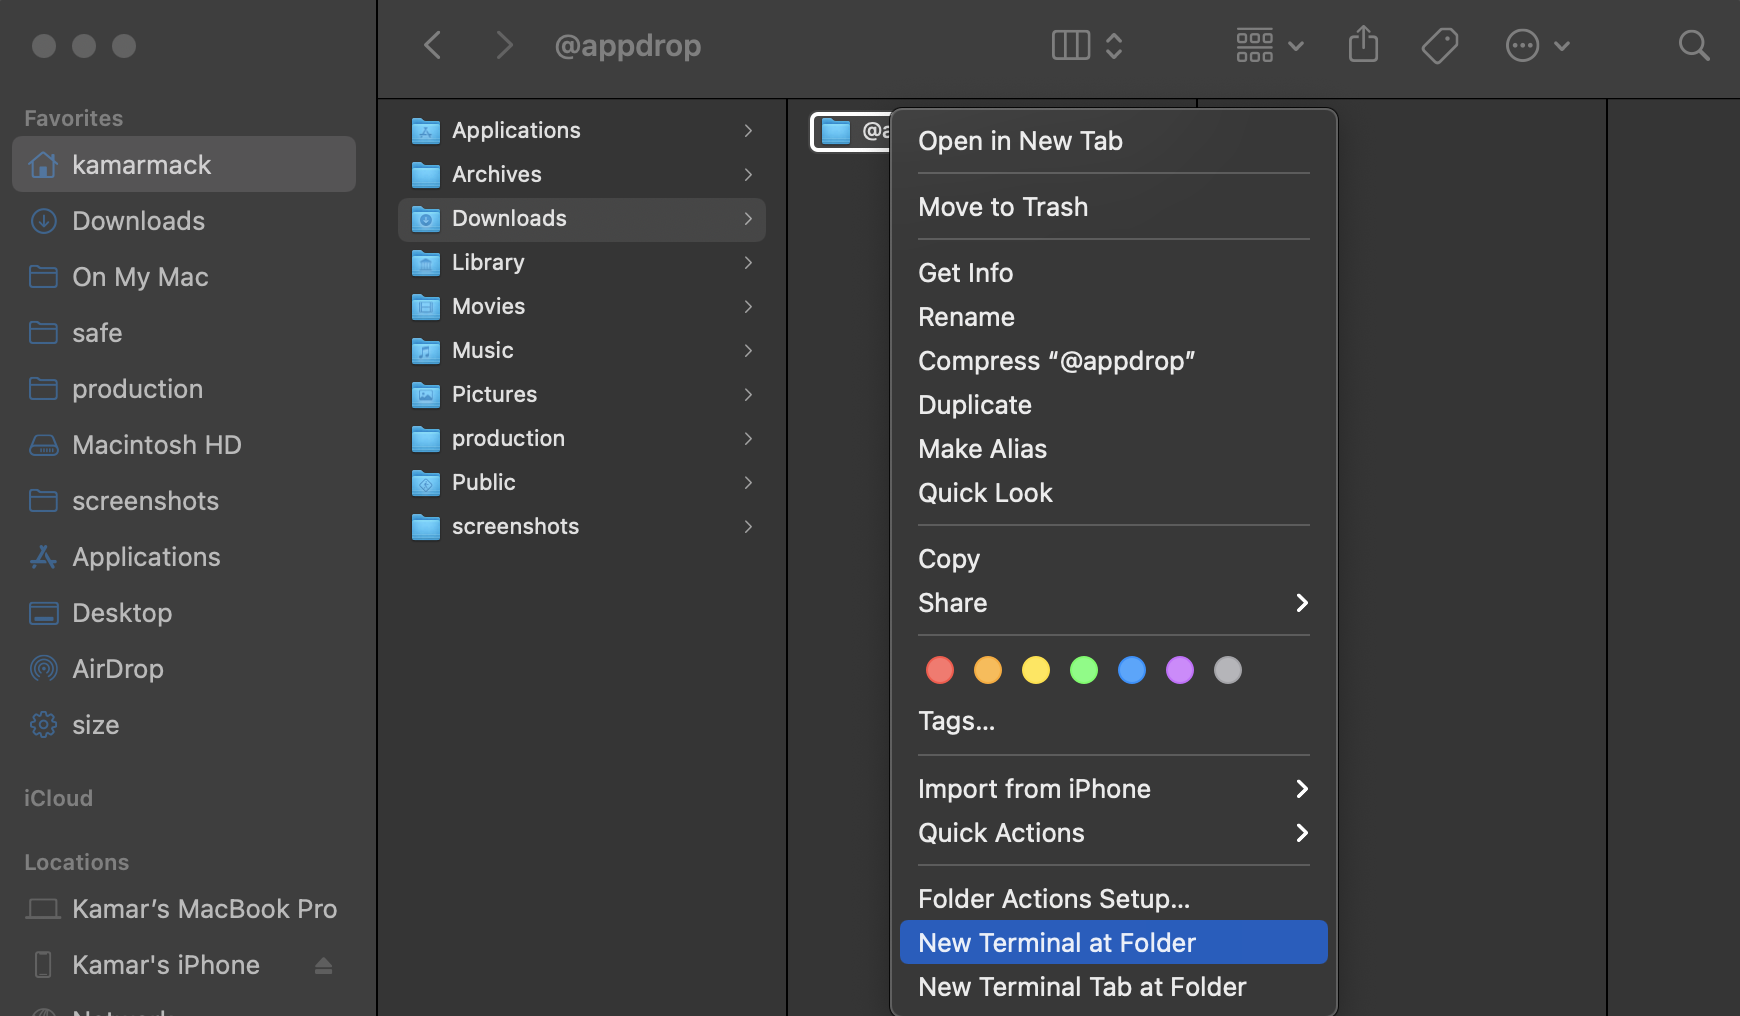 @appdrop
Favorites
kamarmack
Downloads
On My Mac
safe
production
Macintosh HD
screenshots
Applications
Desktop
AirDrop
size
iCloud
Locations
Kamar’s MacBook Pro
Kamar's iPhone
Applications
Archives
Downloads
Library
Movies
Music
Pictures
production
Public
screenshots
Open in New Tab
Move to Trash
Get Info
Rename
Compress “@appdrop”
Duplicate
Make Alias
Quick Look
Copy
Share
Tags...
Import from iPhone
Quick Actions
Folder Actions Setup...
New Terminal at Folder
New Terminal Tab at Folder